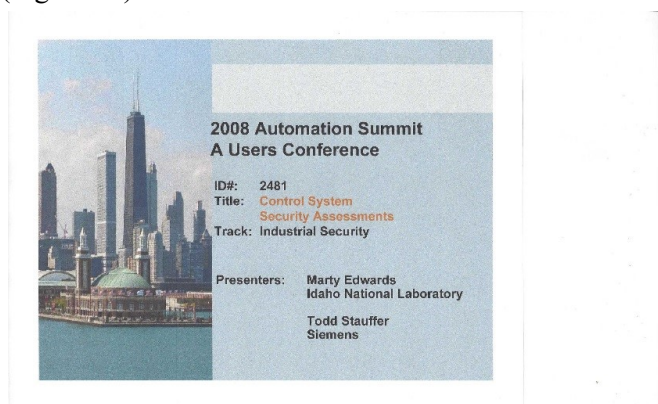 2008 Automation Summit
A Users Conference
ID#: 2481
Title: Control System
Security Assessments
Track: Industrial Security
Presenters: Marty Edwards
Idaho National Laboratory
Todd Stauffer
Siemens